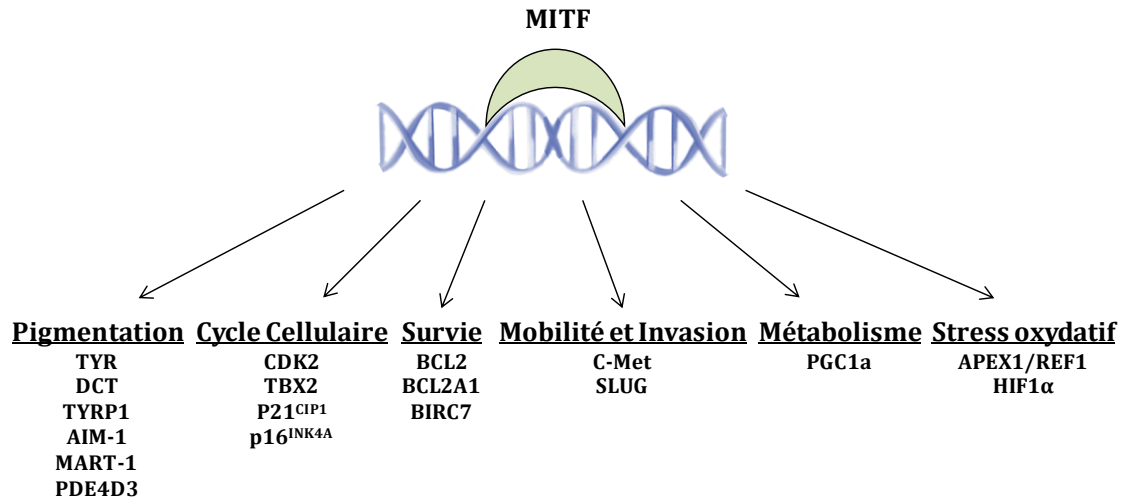 MITF
Pigmentation
TYR
DCT
TYRP1
AIM-1
MART-1
PDE4D3
Cycle Cellulaire
CDK2
TBX2
P21CIP1
p16INK4A
Survie
BCL2
BCL2A1
BIRC7
Mobilité et Invasion
C-Met
SLUG
Métabolisme
PGC1a
Stress oxydatif
APEX1/REF1
HIF1α